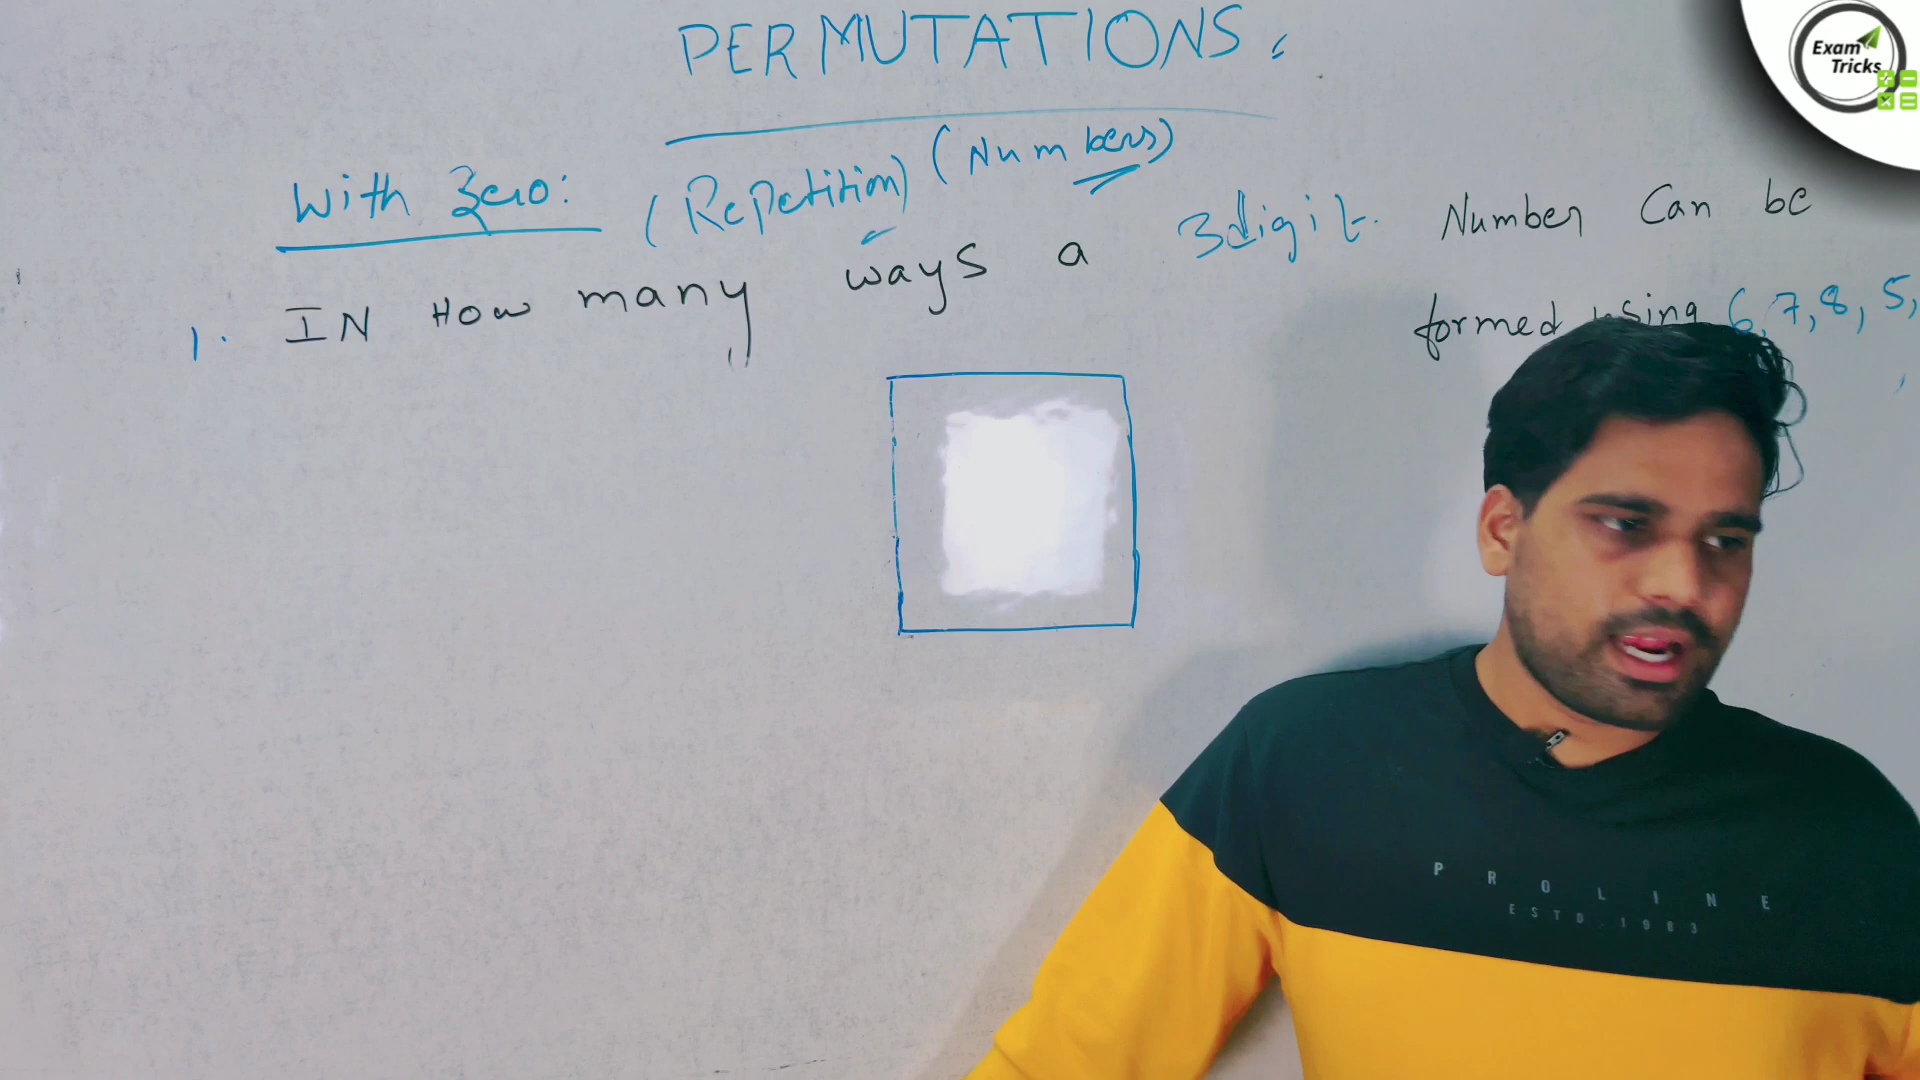 PERMUTATIONS:
With Zero: (Repetition) (Numbers)
1. IN How many ways a 3digit. Number Can be
formed using 6, 7, 8, 5,
Exam
Tricks
PROLINE
ESTD. 1983